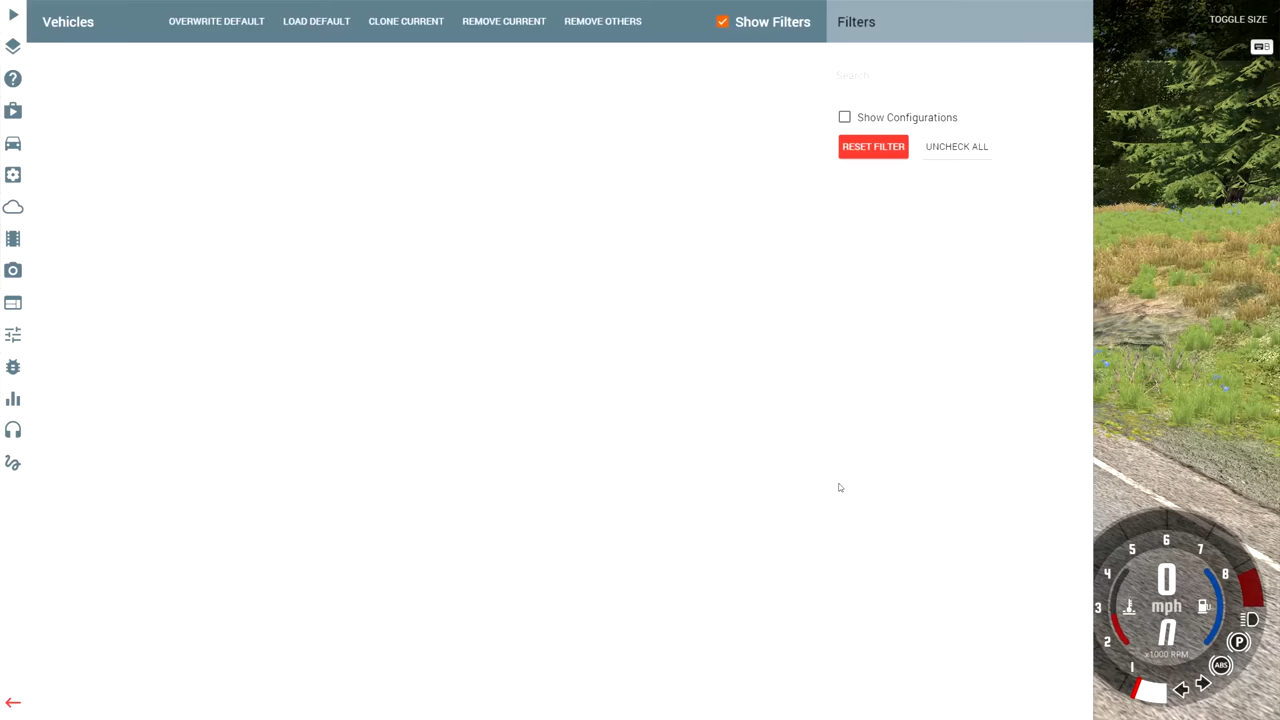 Vehicles OVERWRITE DEFAULT LOAD DEFAULT CLONE CURRENT REMOVE CURRENT REMOVE OTHERS Show Filters Filters TOGGLE SIZE
B
Search
Show Configurations
RESET FILTER UNCHECK ALL
6
5 7
4 0 8
3 mph
2 n
x1000 RPM
P
ABS
1